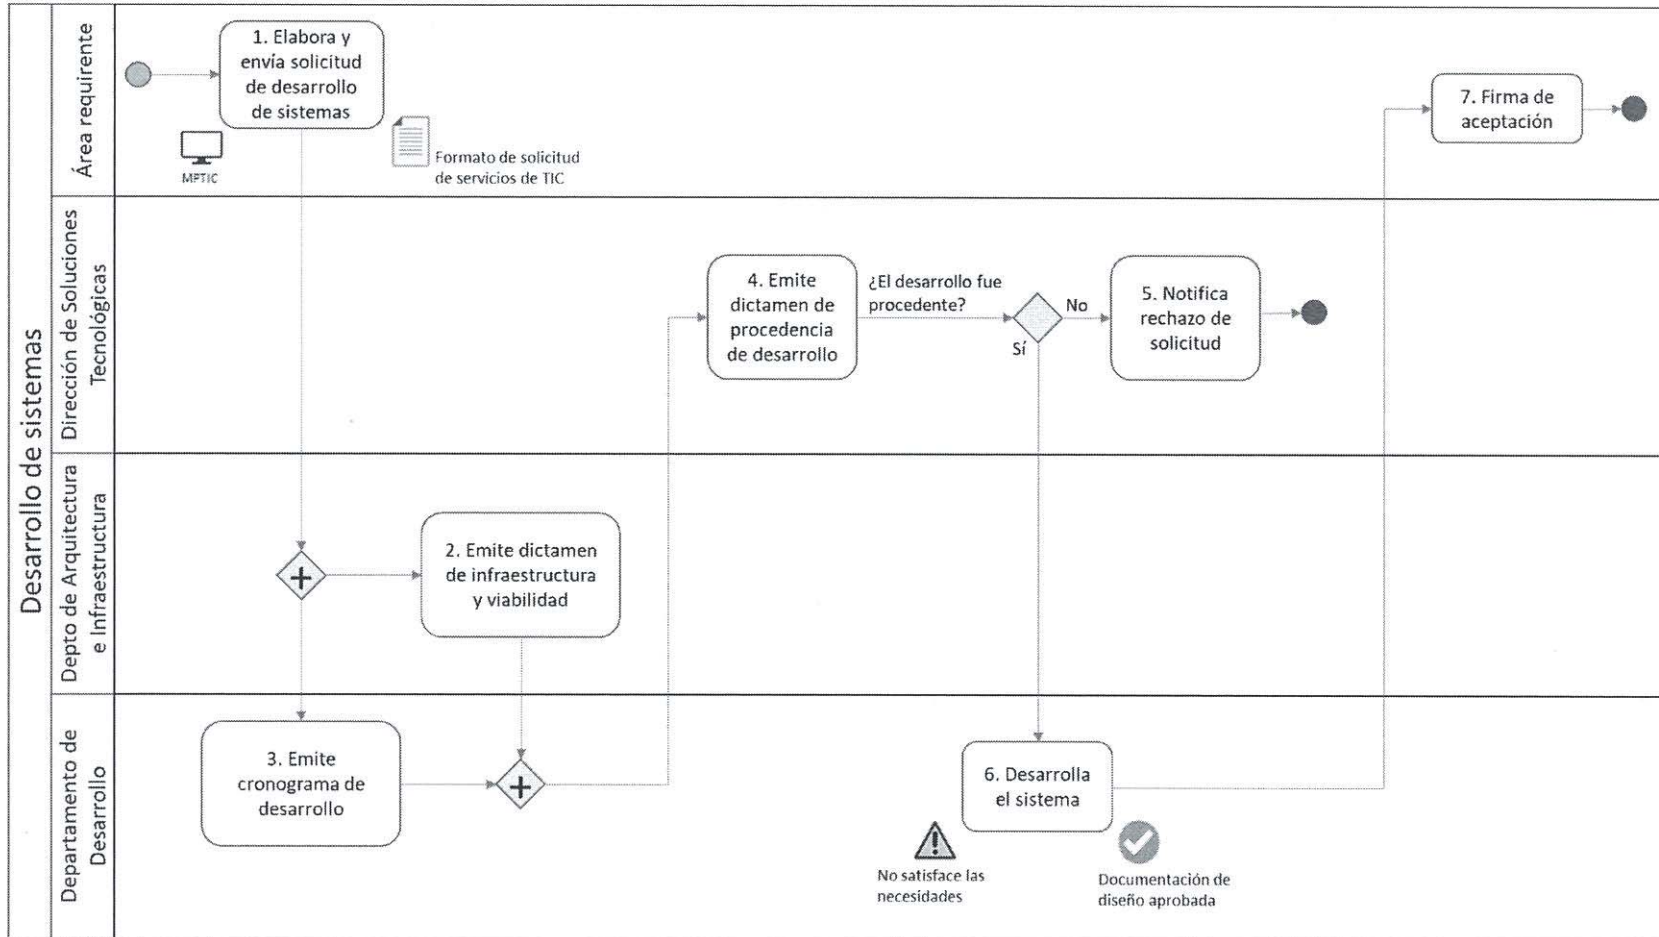 Desarrollo de sistemas
Área requirente
1. Elabora y
envía solicitud
de desarrollo
de sistemas
MPTIC
Formato de solicitud
de servicios de TIC
7. Firma de
aceptación
Dirección de Soluciones
Tecnológicas
4. Emite
dictamen de
procedencia
de desarrollo
¿El desarrollo fue
procedente?
No
Sí
5. Notifica
rechazo de
solicitud
Depto de Arquitectura
e Infraestructura
2. Emite dictamen
de infraestructura
y viabilidad
Departamento de
Desarrollo
3. Emite
cronograma de
desarrollo
6. Desarrolla
el sistema
No satisface las
necesidades
Documentación de
diseño aprobada